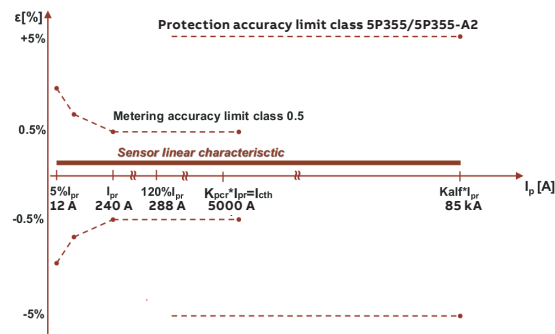 ε[%]
Protection accuracy limit class 5P355/5P355-A2
+5%
Metering accuracy limit class 0.5
0.5%
Sensor linear characterisctic
5%Ipr Ipr 120%Ipr Kpcr*Ipr=Icth Kalf*Ipr Ip [A]
12 A 240 A 288 A 5000 A 85 kA
-0.5%
-5%